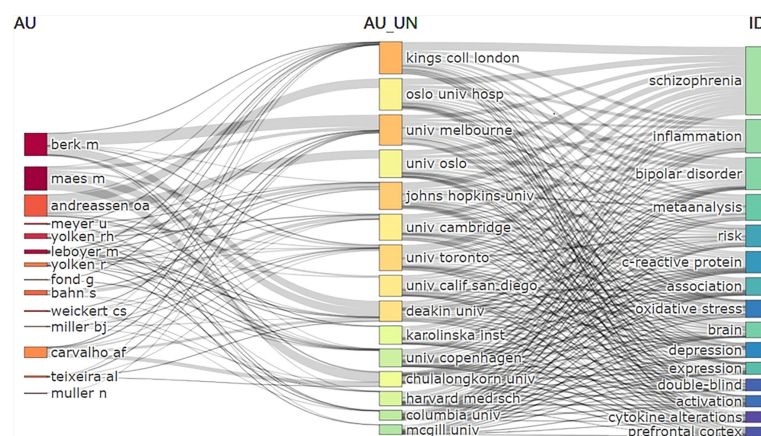 AU
AU_UN
ID
berk m
maes m
andreassen oa
meyer u
yolken rh
leboyer m
yolken r
fond g
bahn s
weickert cs
miller bj
carvalho af
teixeira al
muller n
kings coll london
oslo univ hosp
univ melbourne
univ oslo
johns hopkins univ
univ cambridge
univ toronto
univ calif san diego
deakin univ
karolinska inst
univ copenhagen
chulalongkorn univ
harvard med sch
columbia univ
mcgill univ
schizophrenia
inflammation
bipolar disorder
metaanalysis
risk
c-reactive protein
association
oxidative stress
brain
depression
expression
double-blind
activation
cytokine alterations
prefrontal cortex